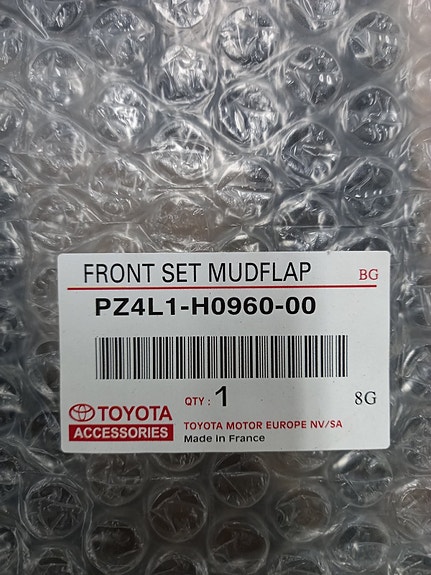 FRONT SET MUDFLAP BG
PZ4L1-H0960-00
QTY : 1 8G
TOYOTA
ACCESSORIES
TOYOTA MOTOR EUROPE NV/SA
Made in France